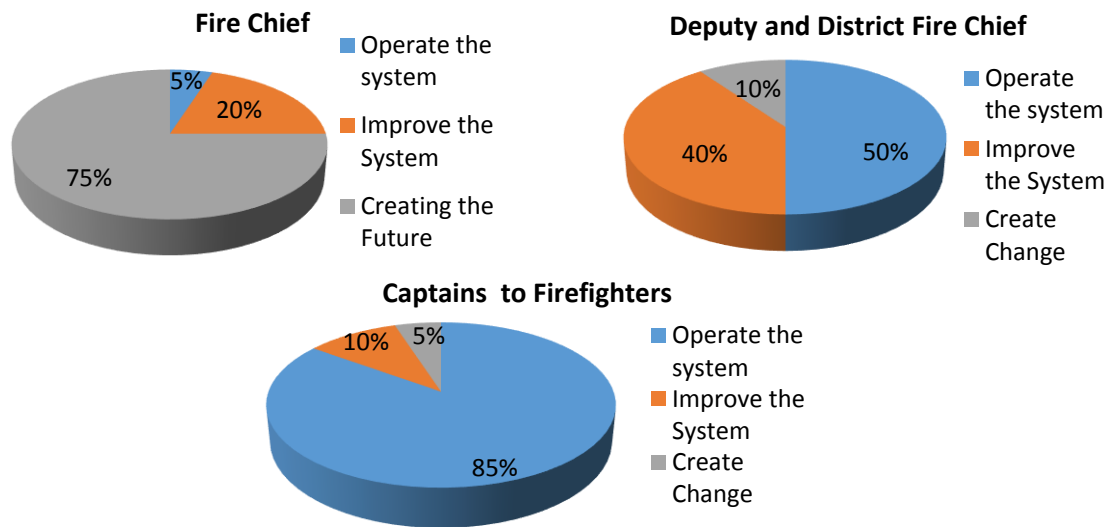 Fire Chief
5%
20%
75%
Operate the
system
Improve the
System
Creating the
Future
Deputy and District Fire Chief
10%
40%
50%
Operate
the system
Improve
the System
Create
Change
Captains to Firefighters
10%
5%
85%
Operate the
system
Improve the
System
Create
Change